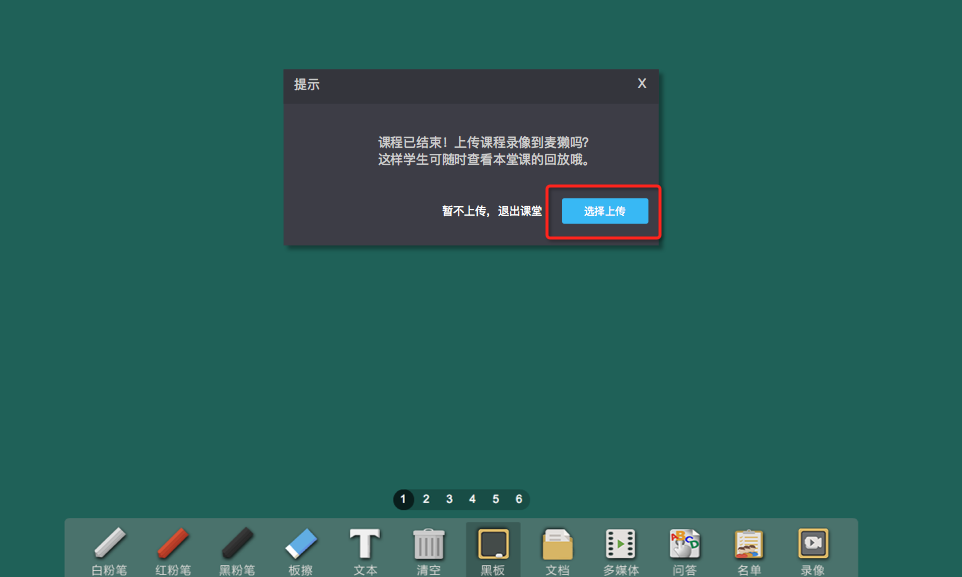 提示
X
课程已结束！上传课程录像到麦獭吗？
这样学生可随时查看本堂课的回放哦。
暂不上传，退出课堂
选择上传
1 2 3 4 5 6
白粉笔 红粉笔 黑粉笔 板擦 文本 清空 黑板 文档 多媒体 问答 名单 录像